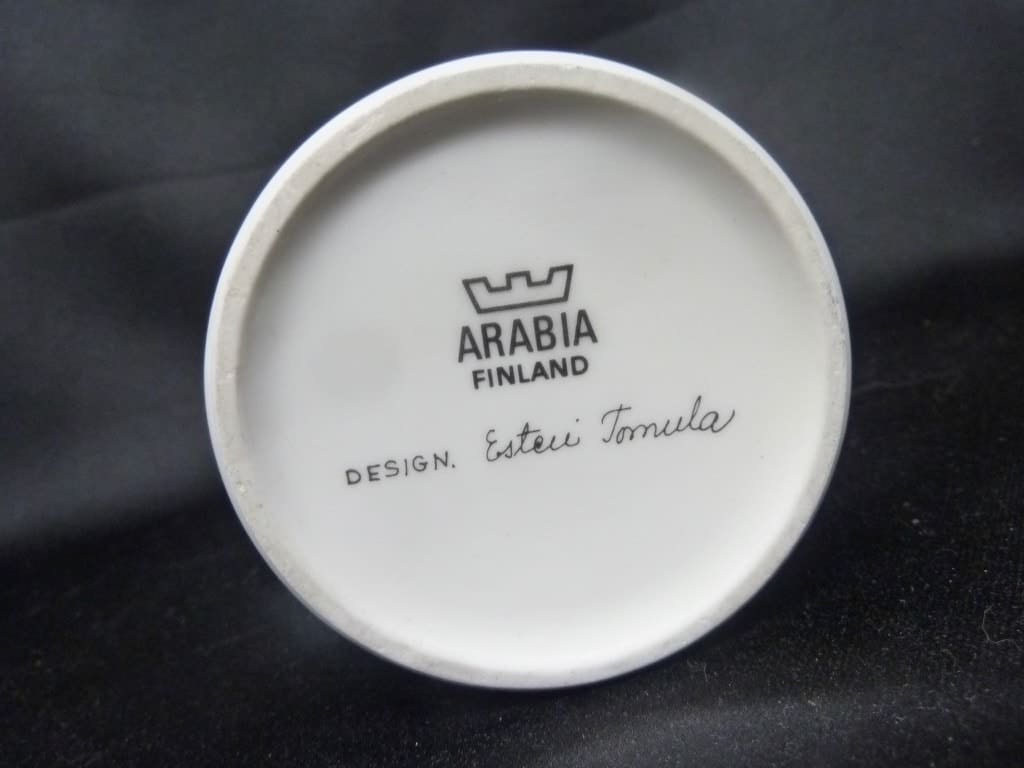 ARABIA
FINLAND
DESIGN. Esteri Tomula